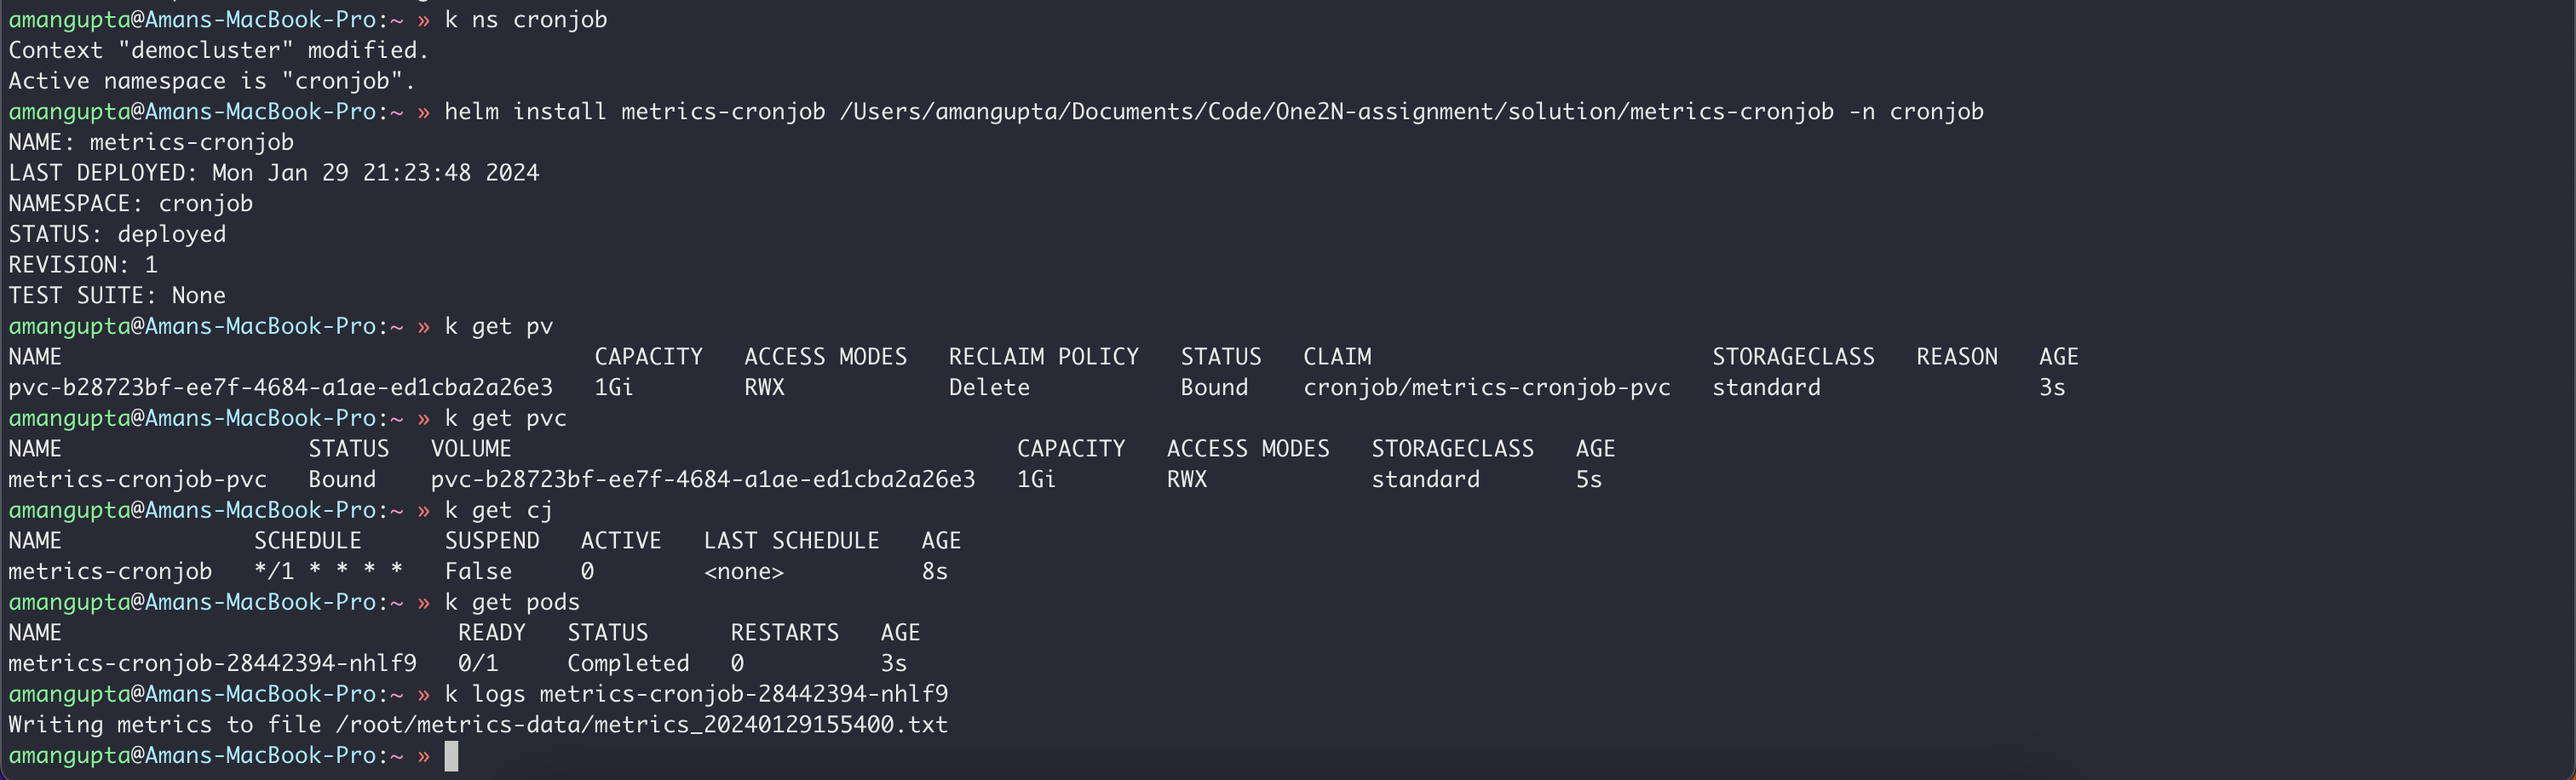 amangupta@Amans-MacBook-Pro:~ » k ns cronjob
Context "democluster" modified.
Active namespace is "cronjob".
amangupta@Amans-MacBook-Pro:~ » helm install metrics-cronjob /Users/amangupta/Documents/Code/One2N-assignment/solution/metrics-cronjob -n cronjob
NAME: metrics-cronjob
LAST DEPLOYED: Mon Jan 29 21:23:48 2024
NAMESPACE: cronjob
STATUS: deployed
REVISION: 1
TEST SUITE: None
amangupta@Amans-MacBook-Pro:~ » k get pv
NAME                                       CAPACITY   ACCESS MODES   RECLAIM POLICY   STATUS   CLAIM                         STORAGECLASS   REASON   AGE
pvc-b28723bf-ee7f-4684-a1ae-ed1cba2a26e3   1Gi        RWX            Delete           Bound    cronjob/metrics-cronjob-pvc   standard                3s
amangupta@Amans-MacBook-Pro:~ » k get pvc
NAME                  STATUS   VOLUME                                     CAPACITY   ACCESS MODES   STORAGECLASS   AGE
metrics-cronjob-pvc   Bound    pvc-b28723bf-ee7f-4684-a1ae-ed1cba2a26e3   1Gi        RWX            standard       5s
amangupta@Amans-MacBook-Pro:~ » k get cj
NAME              SCHEDULE      SUSPEND   ACTIVE   LAST SCHEDULE   AGE
metrics-cronjob   */1 * * * *   False     0        <none>          8s
amangupta@Amans-MacBook-Pro:~ » k get pods
NAME                             READY   STATUS      RESTARTS   AGE
metrics-cronjob-28442394-nhlf9   0/1     Completed   0          3s
amangupta@Amans-MacBook-Pro:~ » k logs metrics-cronjob-28442394-nhlf9
Writing metrics to file /root/metrics-data/metrics_20240129155400.txt
amangupta@Amans-MacBook-Pro:~ »